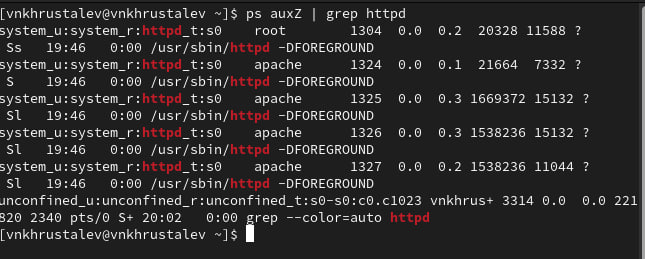 [vnkhrustalev@vnkhrustalev ~]$ ps auxZ | grep httpd
system_u:system_r:httpd_t:s0    root        1304  0.0  0.2  20328 11588 ?
 Ss   19:46   0:00 /usr/sbin/httpd -DFOREGROUND
system_u:system_r:httpd_t:s0    apache      1324  0.0  0.1  21664  7332 ?
 S    19:46   0:00 /usr/sbin/httpd -DFOREGROUND
system_u:system_r:httpd_t:s0    apache      1325  0.0  0.3 1669372 15132 ?
 Sl   19:46   0:00 /usr/sbin/httpd -DFOREGROUND
system_u:system_r:httpd_t:s0    apache      1326  0.0  0.3 1538236 15132 ?
 Sl   19:46   0:00 /usr/sbin/httpd -DFOREGROUND
system_u:system_r:httpd_t:s0    apache      1327  0.0  0.2 1538236 11044 ?
 Sl   19:46   0:00 /usr/sbin/httpd -DFOREGROUND
unconfined_u:unconfined_r:unconfined_t:s0-s0:c0.c1023 vnkhrus+ 3314 0.0  0.0 221
820 2340 pts/0 S+ 20:02   0:00 grep --color=auto httpd
[vnkhrustalev@vnkhrustalev ~]$